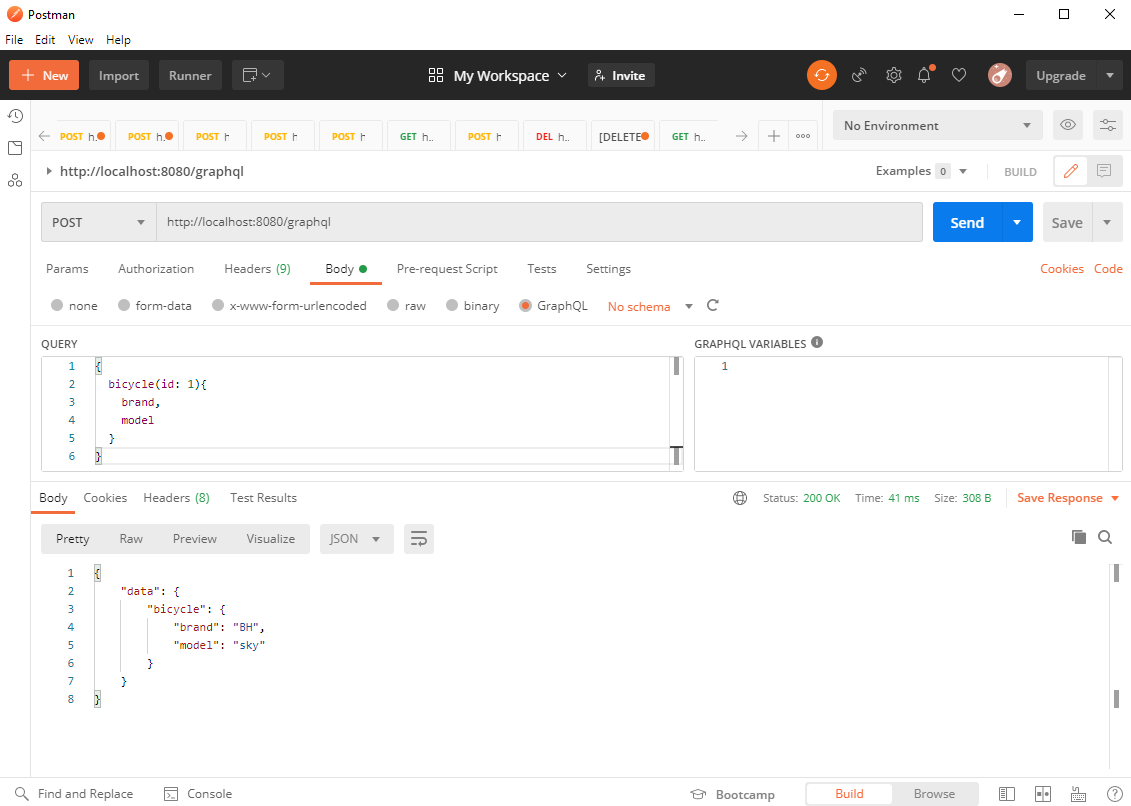 Postman
File Edit View Help
New Import Runner My Workspace Invite Upgrade
POST h. POST h. POST h POST h POST h GET h.. POST h DEL h.. [DELETE GET h.. No Environment
http://localhost:8080/graphql Examples 0 BUILD
POST http://localhost:8080/graphql Send Save
Params Authorization Headers (9) Body Pre-request Script Tests Settings Cookies Code
none form-data x-www-form-urlencoded raw binary GraphQL No schema
QUERY GRAPHQL VARIABLES
1 { 1
2 bicycle(id: 1){
3 brand,
4 model
5 }
6 }
Body Cookies Headers (8) Test Results Status: 200 OK Time: 41 ms Size: 308 B Save Response
Pretty Raw Preview Visualize JSON
1 {
2 "data": {
3 "bicycle": {
4 "brand": "BH",
5 "model": "sky"
6 }
7 }
8 }
Find and Replace Console Bootcamp Build Browse